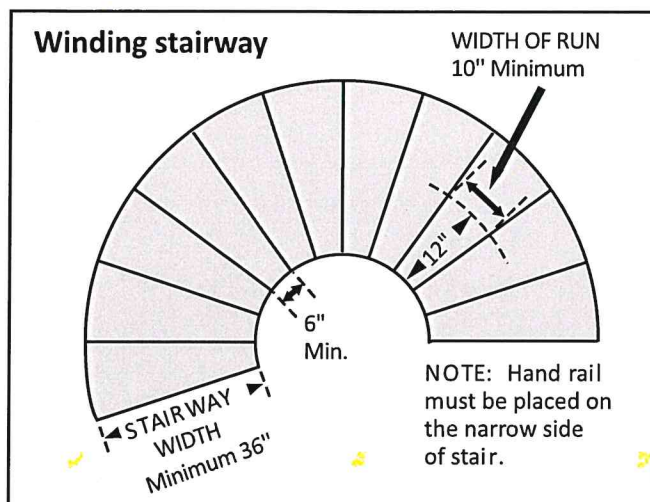 Winding stairway
WIDTH OF RUN
10" Minimum
12"
6"
Min.
STAIRWAY
WIDTH
Minimum 36"
NOTE: Hand rail
must be placed on
the narrow side
of stair.